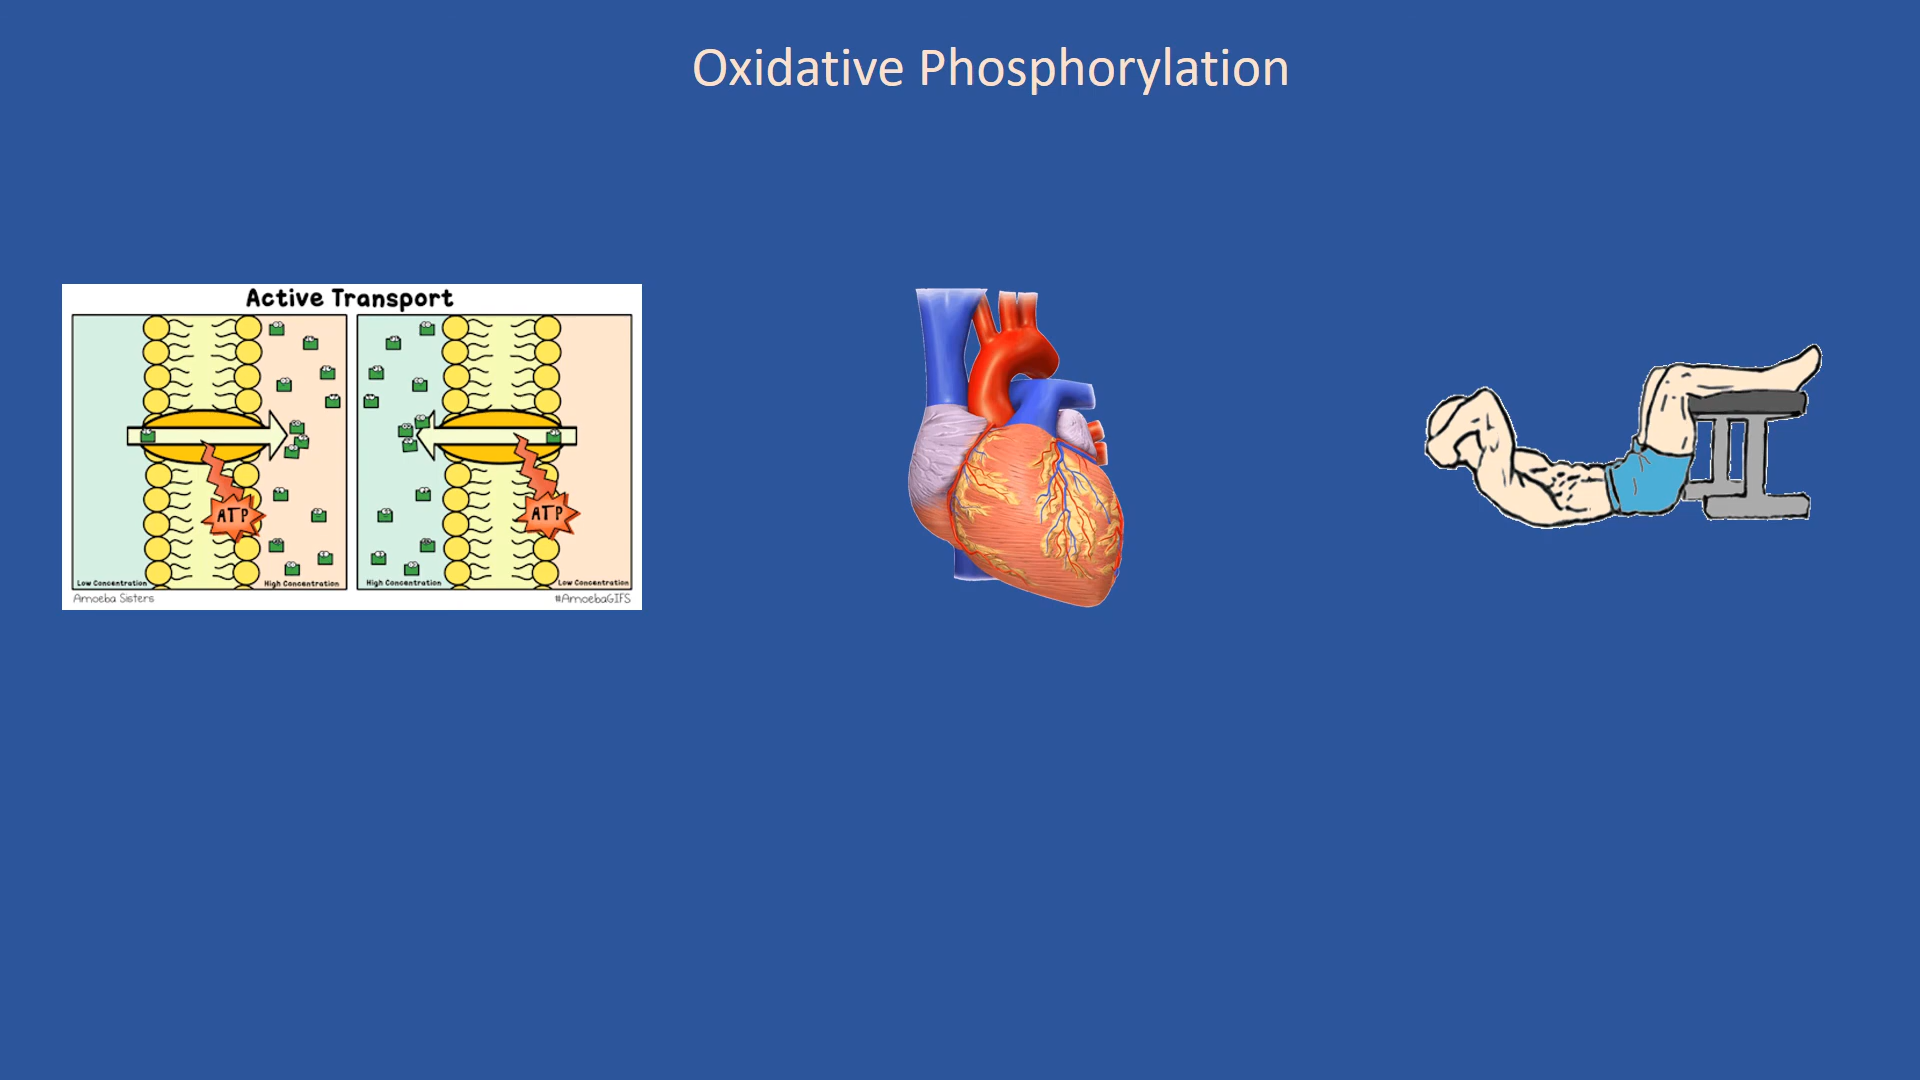 Oxidative Phosphorylation
Active Transport
ATP
ATP
Low Concentration
High Concentration
High Concentration
Low Concentration
Amoeba Sisters
#AmoebaGIFS